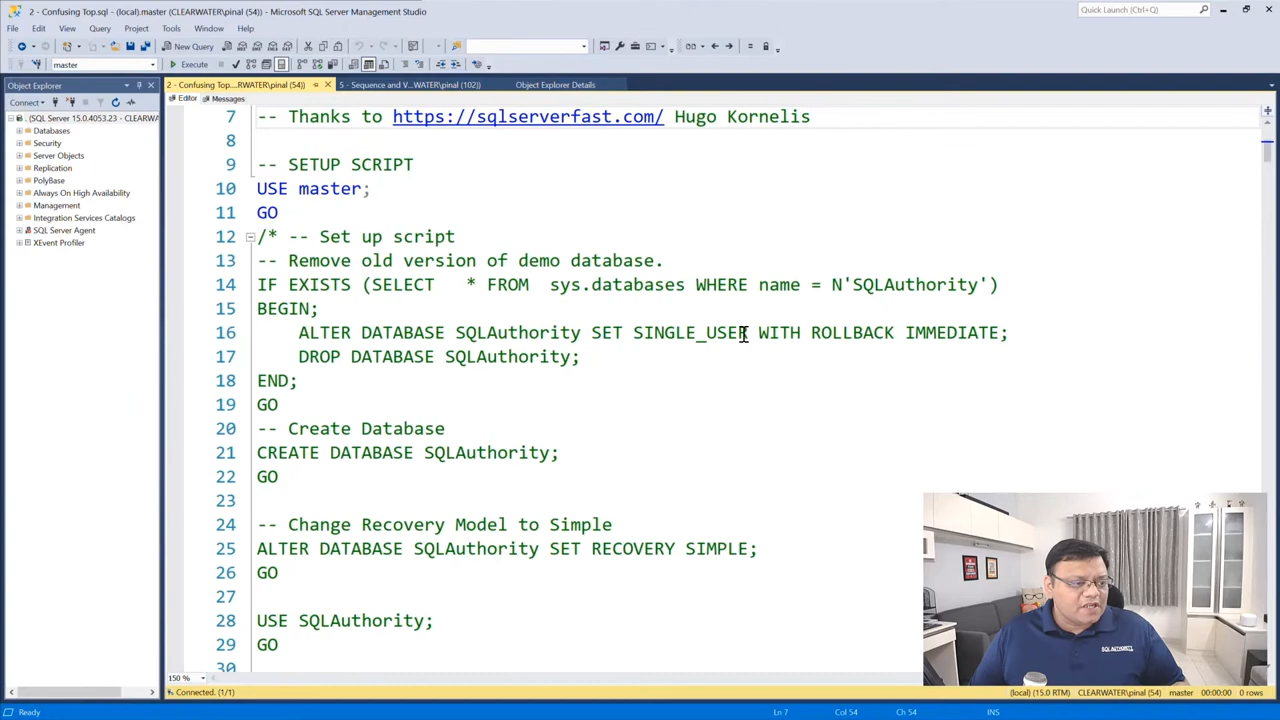 2 - Confusing Top.sql - (local).master (CLEARWATER\pinal (54)) - Microsoft SQL Server Management Studio
Quick Launch (Ctrl+Q)
File Edit View Query Project Tools Window Help
New Query
master
Execute
Object Explorer
2 - Confusing Top....RWATER\pinal (54))
5 - Sequence and V...WATER\pinal (102))
Object Explorer Details
Editor
Messages
Connect
. (SQL Server 15.0.4053.23 - CLEARWA
Databases
Security
Server Objects
Replication
PolyBase
Always On High Availability
Management
Integration Services Catalogs
SQL Server Agent
XEvent Profiler
7 -- Thanks to https://sqlserverfast.com/ Hugo Kornelis
8
9 -- SETUP SCRIPT
10 USE master;
11 GO
12 /* -- Set up script
13 -- Remove old version of demo database.
14 IF EXISTS (SELECT * FROM sys.databases WHERE name = N'SQLAuthority')
15 BEGIN;
16 ALTER DATABASE SQLAuthority SET SINGLE_USER WITH ROLLBACK IMMEDIATE;
17 DROP DATABASE SQLAuthority;
18 END;
19 GO
20 -- Create Database
21 CREATE DATABASE SQLAuthority;
22 GO
23
24 -- Change Recovery Model to Simple
25 ALTER DATABASE SQLAuthority SET RECOVERY SIMPLE;
26 GO
27
28 USE SQLAuthority;
29 GO
30
SQL AUTHORITY
150 %
Connected. (1/1)
(local) (15.0 RTM) CLEARWATER\pinal (54) master 00:00:00 0 rows
Ready
Ln 7 Col 54 Ch 54 INS